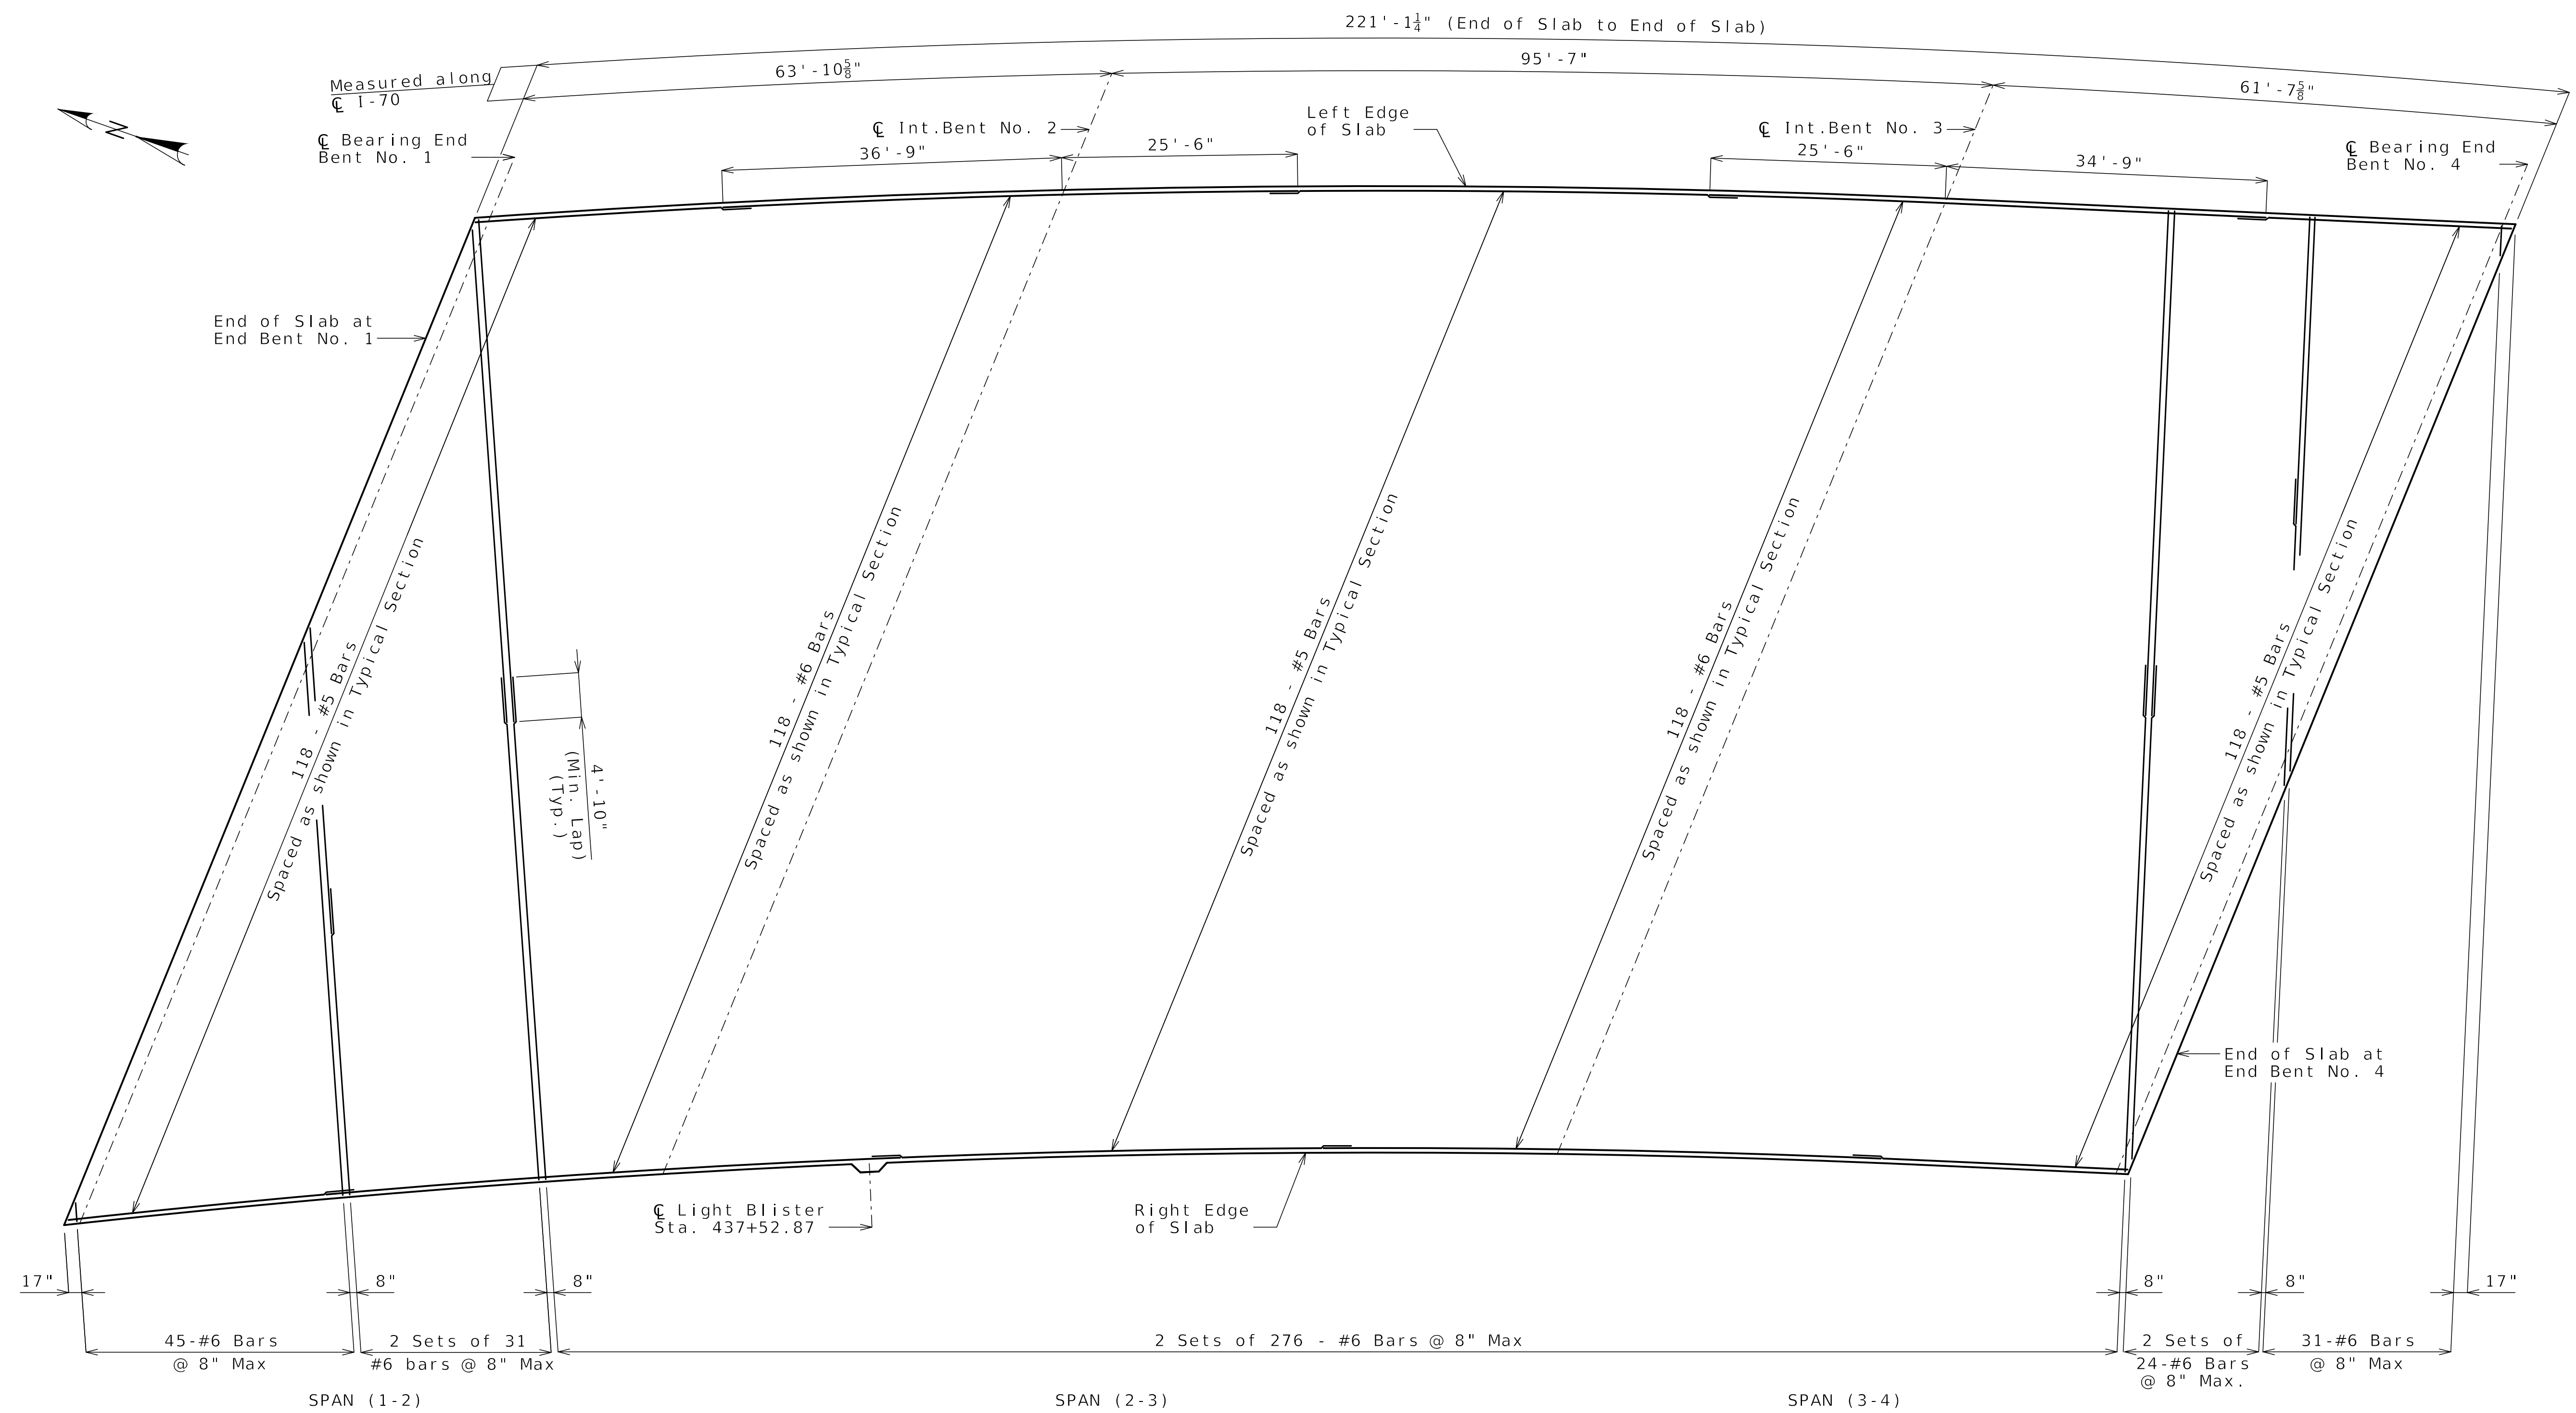 221'-1 1/4" (End of Slab to End of Slab)
63'-10 5/8"
95'-7"
61'-7 5/8"
Measured along
℄ I-70
N
℄ Bearing End
Bent No. 1
℄ Int.Bent No. 2
Left Edge
of Slab
℄ Int.Bent No. 3
℄ Bearing End
Bent No. 4
36'-9"
25'-6"
25'-6"
34'-9"
End of Slab at
End Bent No. 1
118 - #5 Bars
Spaced as shown in Typical Section
4'-10"
(Min. Lap)
(Typ.)
118 - #6 Bars
Spaced as shown in Typical Section
118 - #5 Bars
Spaced as shown in Typical Section
118 - #6 Bars
Spaced as shown in Typical Section
118 - #5 Bars
Spaced as shown in Typical Section
End of Slab at
End Bent No. 4
℄ Light Blister
Sta. 437+52.87
Right Edge
of Slab
17"
8"
8"
8"
8"
17"
45-#6 Bars
@ 8" Max
2 Sets of 31
#6 bars @ 8" Max
2 Sets of 276 - #6 Bars @ 8" Max
2 Sets of
24-#6 Bars
@ 8" Max.
31-#6 Bars
@ 8" Max
SPAN (1-2)
SPAN (2-3)
SPAN (3-4)